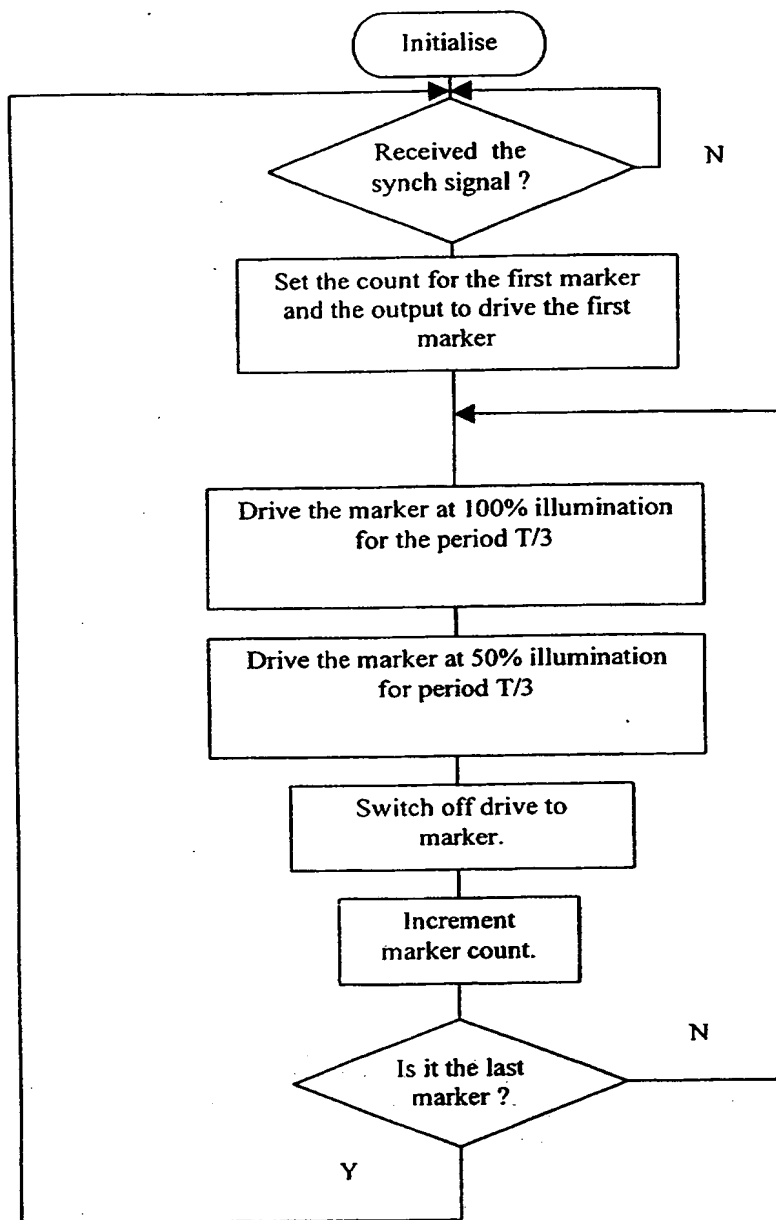 Initialise
Received the
synch signal ?
N
Set the count for the first marker
and the output to drive the first
marker
Drive the marker at 100% illumination
for the period T/3
Drive the marker at 50% illumination
for period T/3
Switch off drive to
marker.
Increment
marker count.
N
Is it the last
marker ?
Y